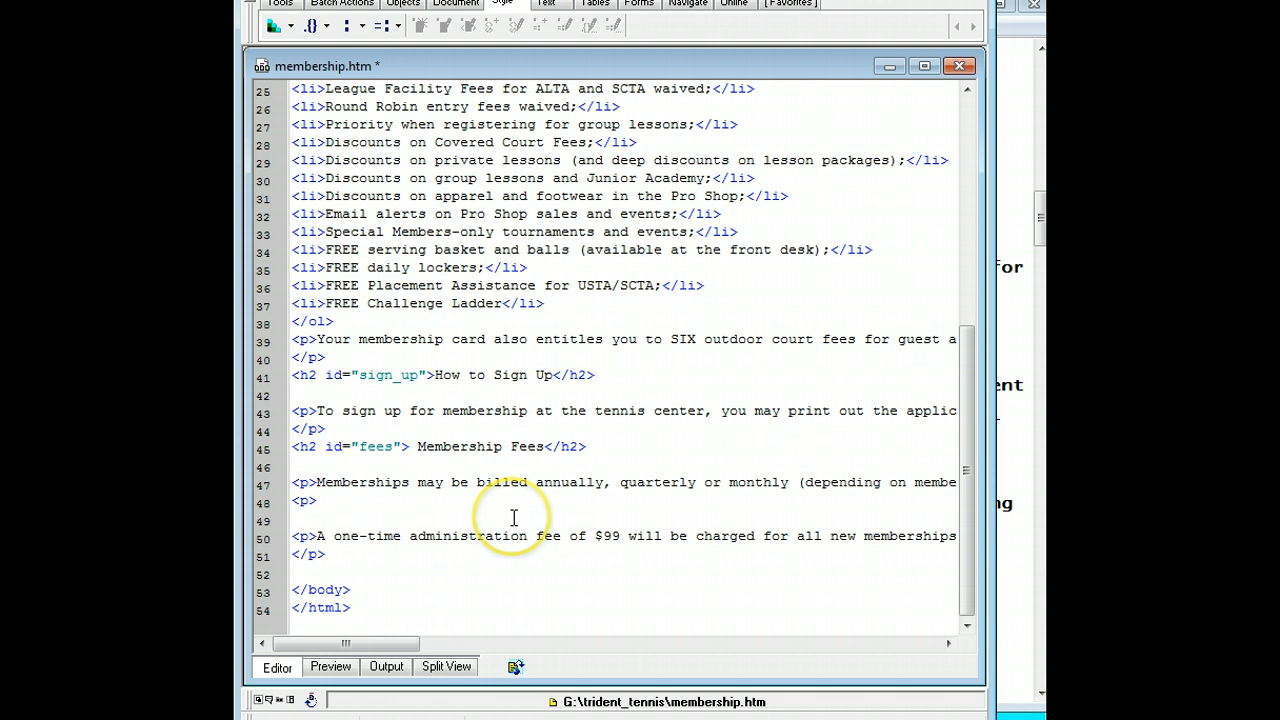 Tools Batch Actions Objects Document Style Text Tables Forms Navigate Online [Favorites]
membership.htm *
25 <li>League Facility Fees for ALTA and SCTA waived;</li>
26 <li>Round Robin entry fees waived;</li>
27 <li>Priority when registering for group lessons;</li>
28 <li>Discounts on Covered Court Fees;</li>
29 <li>Discounts on private lessons (and deep discounts on lesson packages);</li>
30 <li>Discounts on group lessons and Junior Academy;</li>
31 <li>Discounts on apparel and footwear in the Pro Shop;</li>
32 <li>Email alerts on Pro Shop sales and events;</li>
33 <li>Special Members-only tournaments and events;</li>
34 <li>FREE serving basket and balls (available at the front desk);</li>
35 <li>FREE daily lockers;</li>
36 <li>FREE Placement Assistance for USTA/SCTA;</li>
37 <li>FREE Challenge Ladder</li>
38 </ol>
39 <p>Your membership card also entitles you to SIX outdoor court fees for guest a
40 </p>
41 <h2 id="sign_up">How to Sign Up</h2>
42
43 <p>To sign up for membership at the tennis center, you may print out the applic
44 </p>
45 <h2 id="fees"> Membership Fees</h2>
46
47 <p>Memberships may be billed annually, quarterly or monthly (depending on membe
48 <p>
49
50 <p>A one-time administration fee of $99 will be charged for all new memberships
51 </p>
52
53 </body>
54 </html>
for
ent
ng
Editor Preview Output Split View
G:\trident_tennis\membership.htm